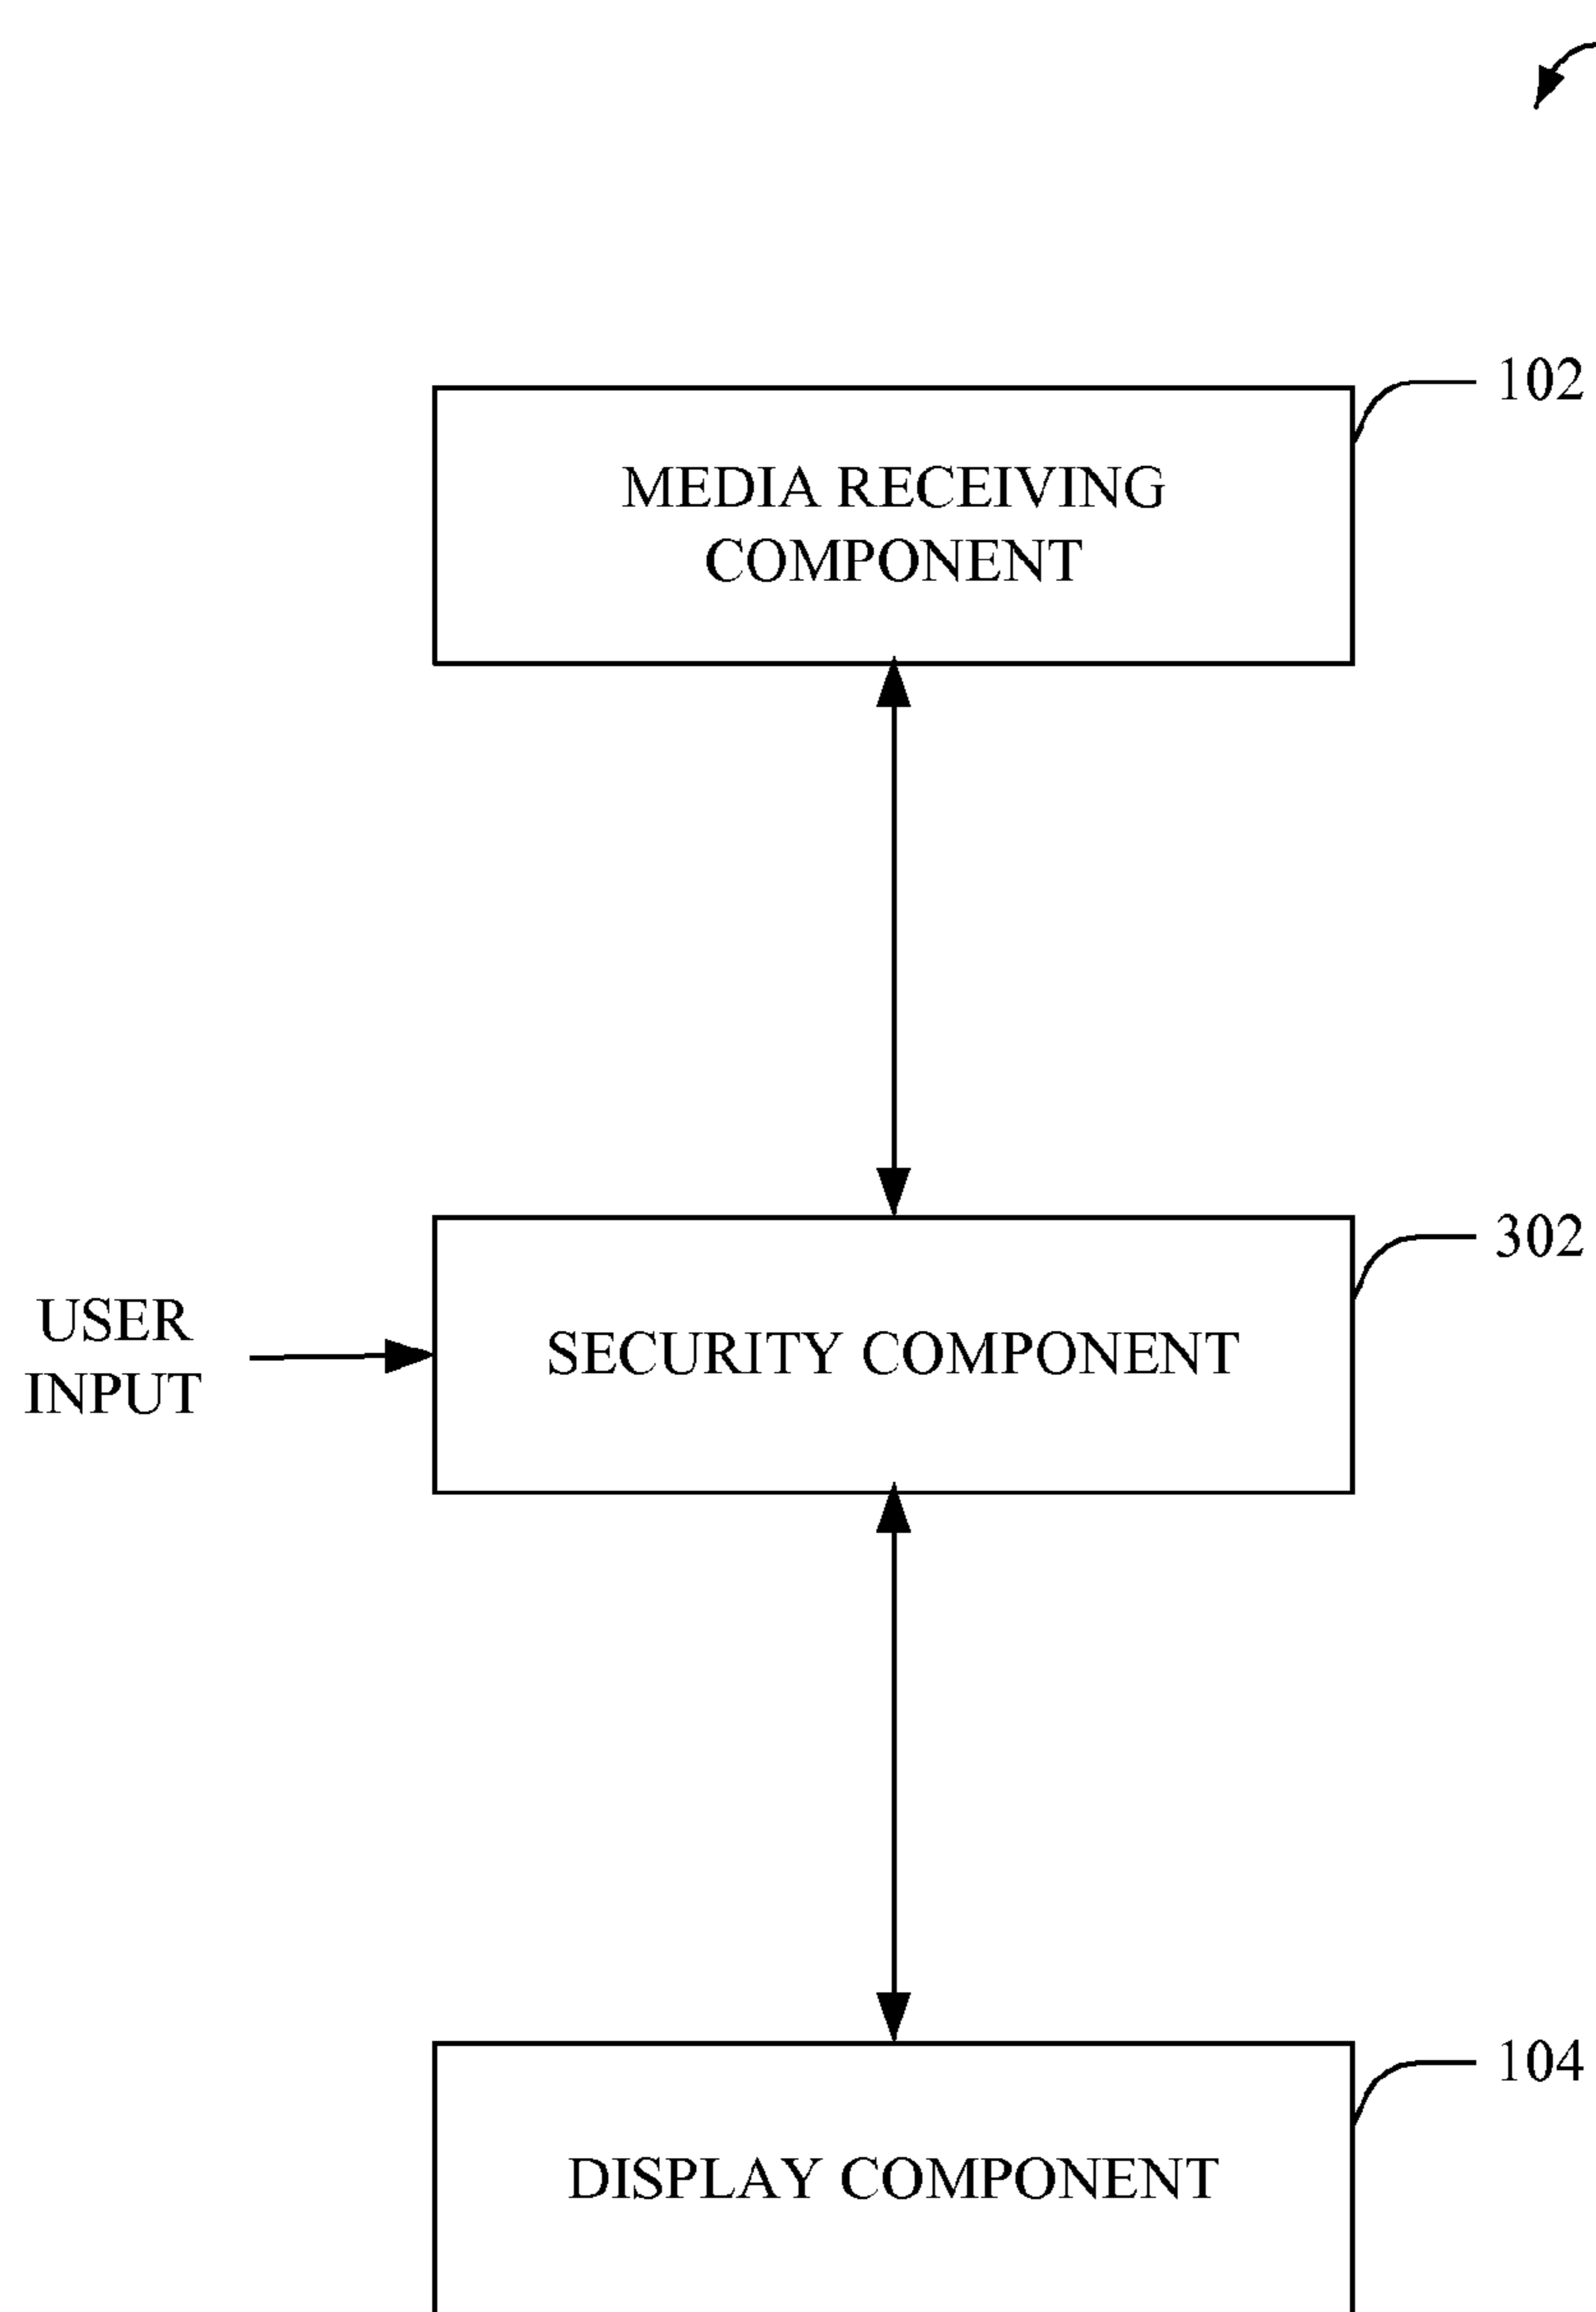 102
MEDIA RECEIVING
COMPONENT
302
USER
INPUT
SECURITY COMPONENT
104
DISPLAY COMPONENT